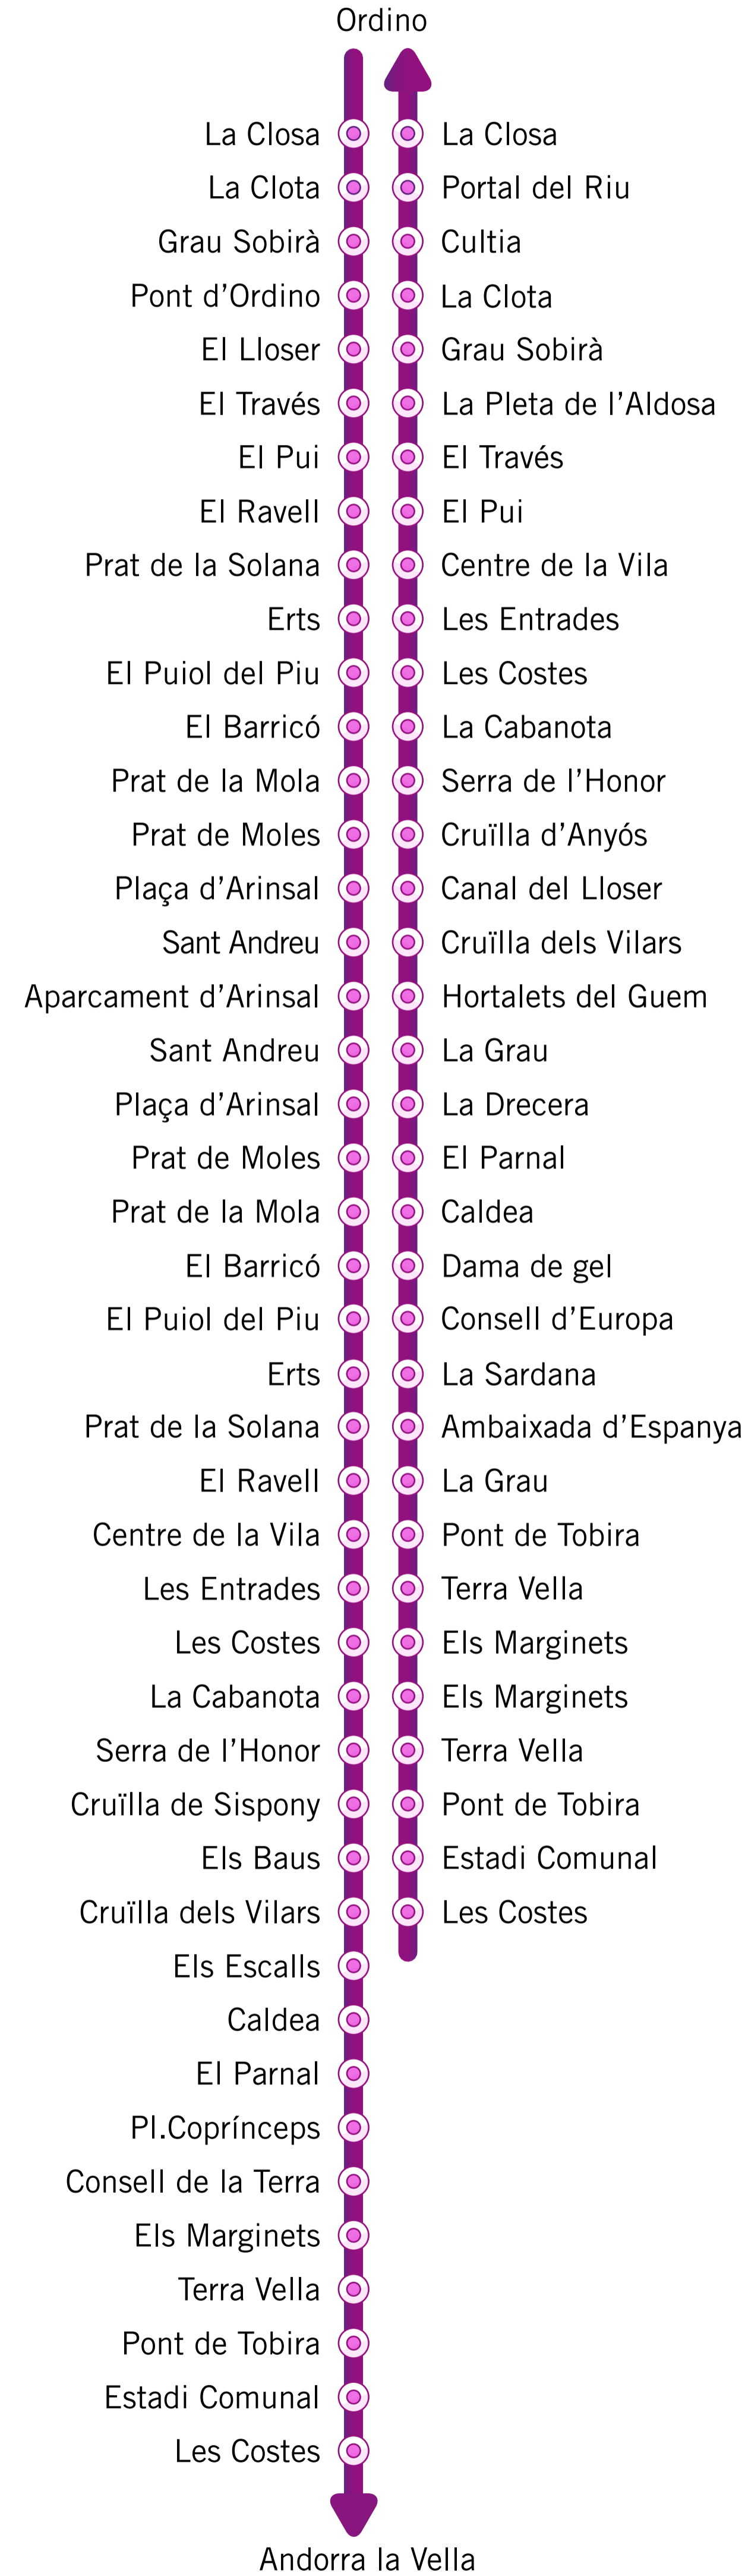 Ordino
La Closa
La Clota
Grau Sobirà
Pont d’Ordino
El Lloser
El Través
El Pui
El Ravell
Prat de la Solana
Erts
El Puiol del Piu
El Barricó
Prat de la Mola
Prat de Moles
Plaça d’Arinsal
Sant Andreu
Aparcament d’Arinsal
Sant Andreu
Plaça d’Arinsal
Prat de Moles
Prat de la Mola
El Barricó
El Puiol del Piu
Erts
Prat de la Solana
El Ravell
Centre de la Vila
Les Entrades
Les Costes
La Cabanota
Serra de l’Honor
Cruïlla de Sispony
Els Baus
Cruïlla dels Vilars
Els Escalls
Caldea
El Parnal
Pl.Coprínceps
Consell de la Terra
Els Marginets
Terra Vella
Pont de Tobira
Estadi Comunal
Les Costes
La Closa
Portal del Riu
Cultia
La Clota
Grau Sobirà
La Pleta de l’Aldosa
El Través
El Pui
Centre de la Vila
Les Entrades
Les Costes
La Cabanota
Serra de l’Honor
Cruïlla d’Anyós
Canal del Lloser
Cruïlla dels Vilars
Hortalets del Guem
La Grau
La Drecera
El Parnal
Caldea
Dama de gel
Consell d’Europa
La Sardana
Ambaixada d’Espanya
La Grau
Pont de Tobira
Terra Vella
Els Marginets
Els Marginets
Terra Vella
Pont de Tobira
Estadi Comunal
Les Costes
Andorra la Vella